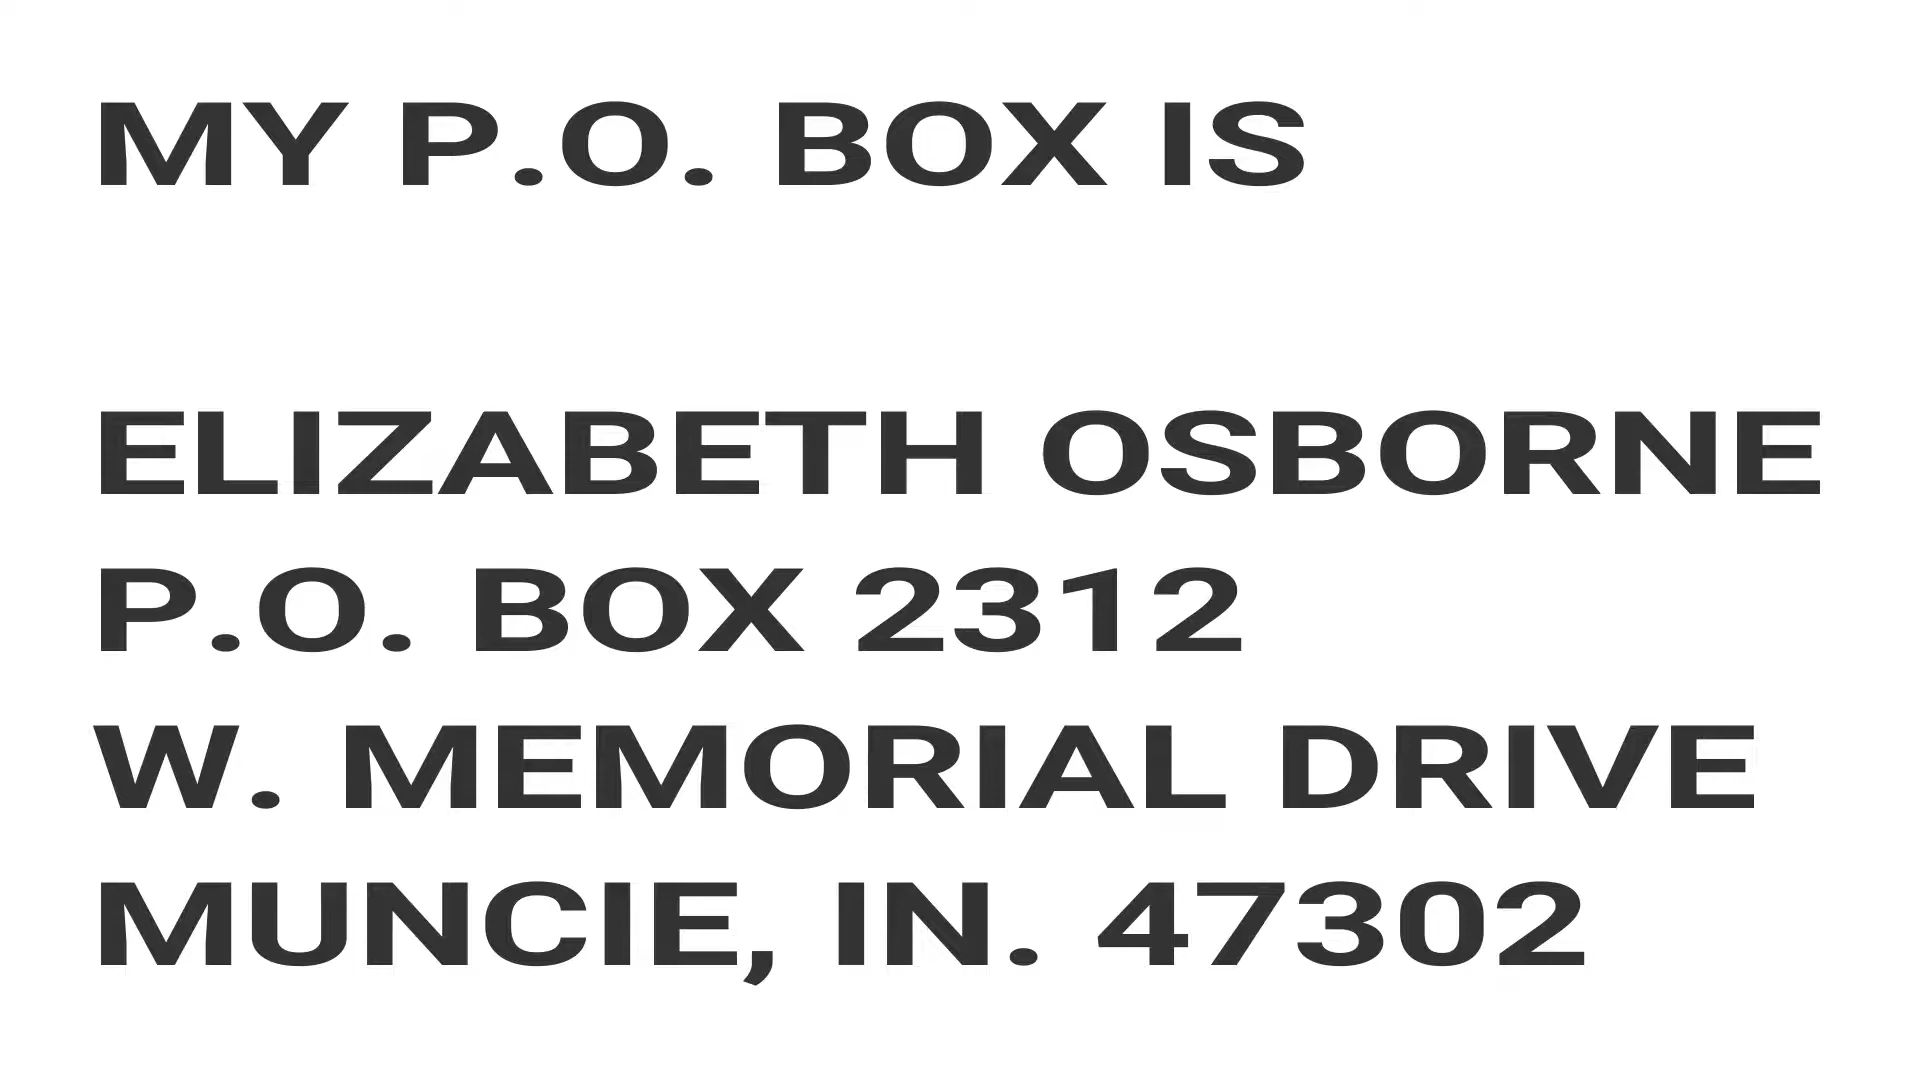 MY P.O. BOX IS
ELIZABETH OSBORNE
P.O. BOX 2312
W. MEMORIAL DRIVE
MUNCIE, IN. 47302